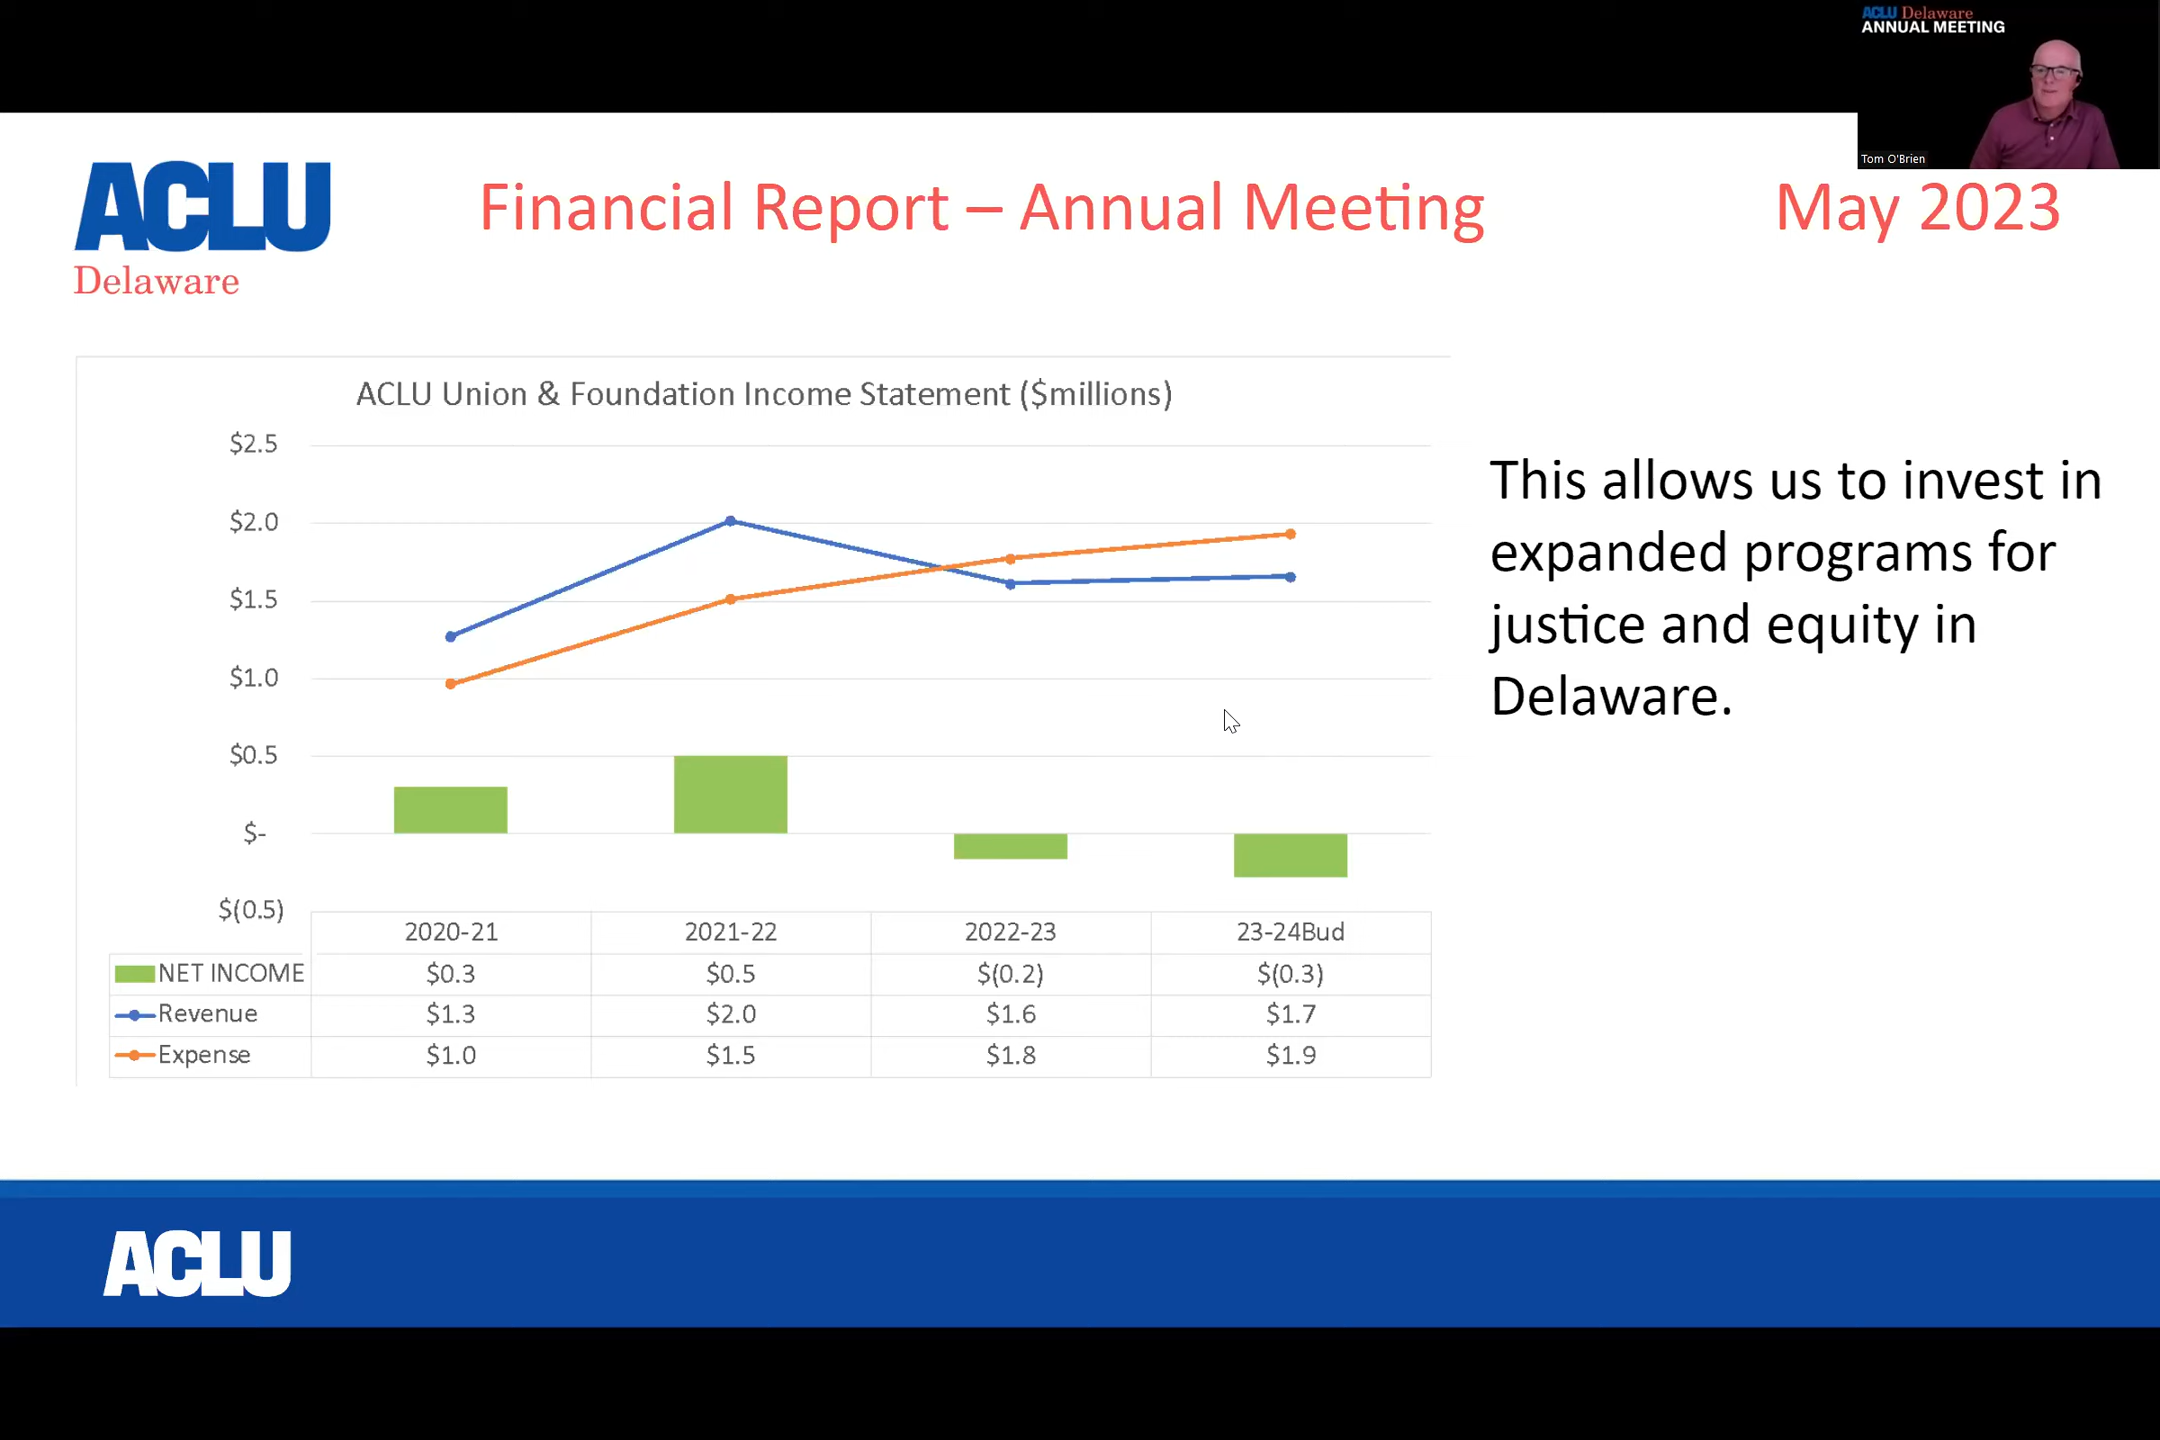 ACLU Delaware
ANNUAL MEETING
Tom O'Brien
ACLU
Delaware
Financial Report – Annual Meeting
May 2023
ACLU Union & Foundation Income Statement ($millions)
$2.5
$2.0
$1.5
$1.0
$0.5
$-
$(0.5)
2020-21 2021-22 2022-23 23-24Bud
NET INCOME $0.3 $0.5 $(0.2) $(0.3)
Revenue $1.3 $2.0 $1.6 $1.7
Expense $1.0 $1.5 $1.8 $1.9
This allows us to invest in
expanded programs for
justice and equity in
Delaware.
ACLU